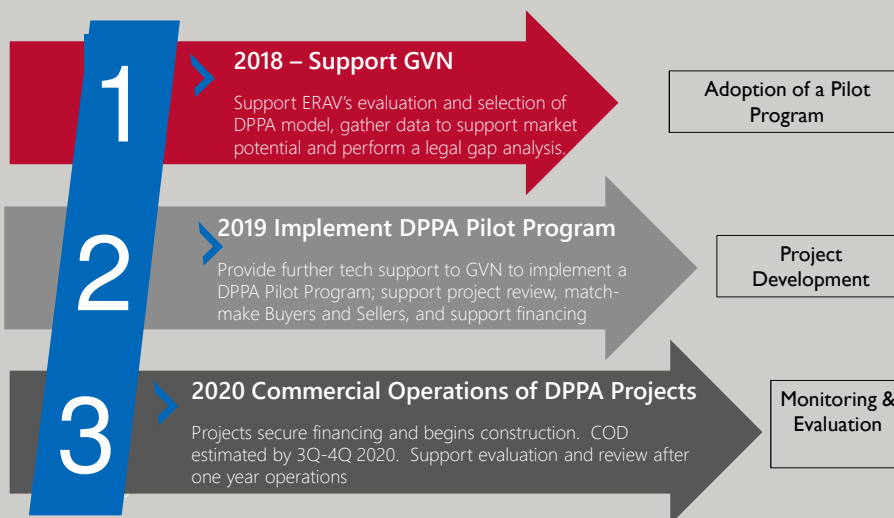 1
2018 – Support GVN
Support ERAV's evaluation and selection of
DPPA model, gather data to support market
potential and perform a legal gap analysis.
Adoption of a Pilot
Program
2
2019 Implement DPPA Pilot Program
Provide further tech support to GVN to implement a
DPPA Pilot Program; support project review, match-
make Buyers and Sellers, and support financing
Project
Development
3
2020 Commercial Operations of DPPA Projects
Projects secure financing and begins construction.  COD
estimated by 3Q-4Q 2020.  Support evaluation and review after
one year operations
Monitoring &
Evaluation